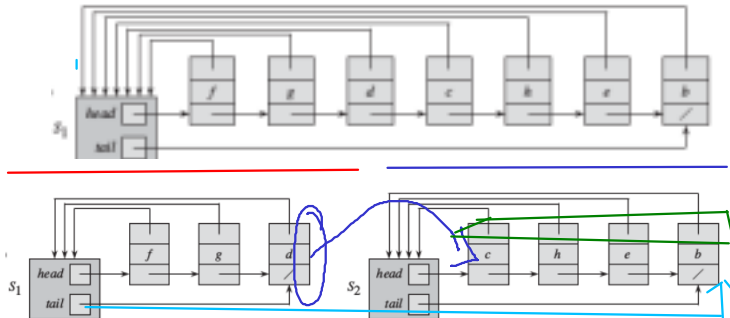 f g d c h e b
head
s₁
tail
f g d c h e b
head head
s₁ s₂
tail tail